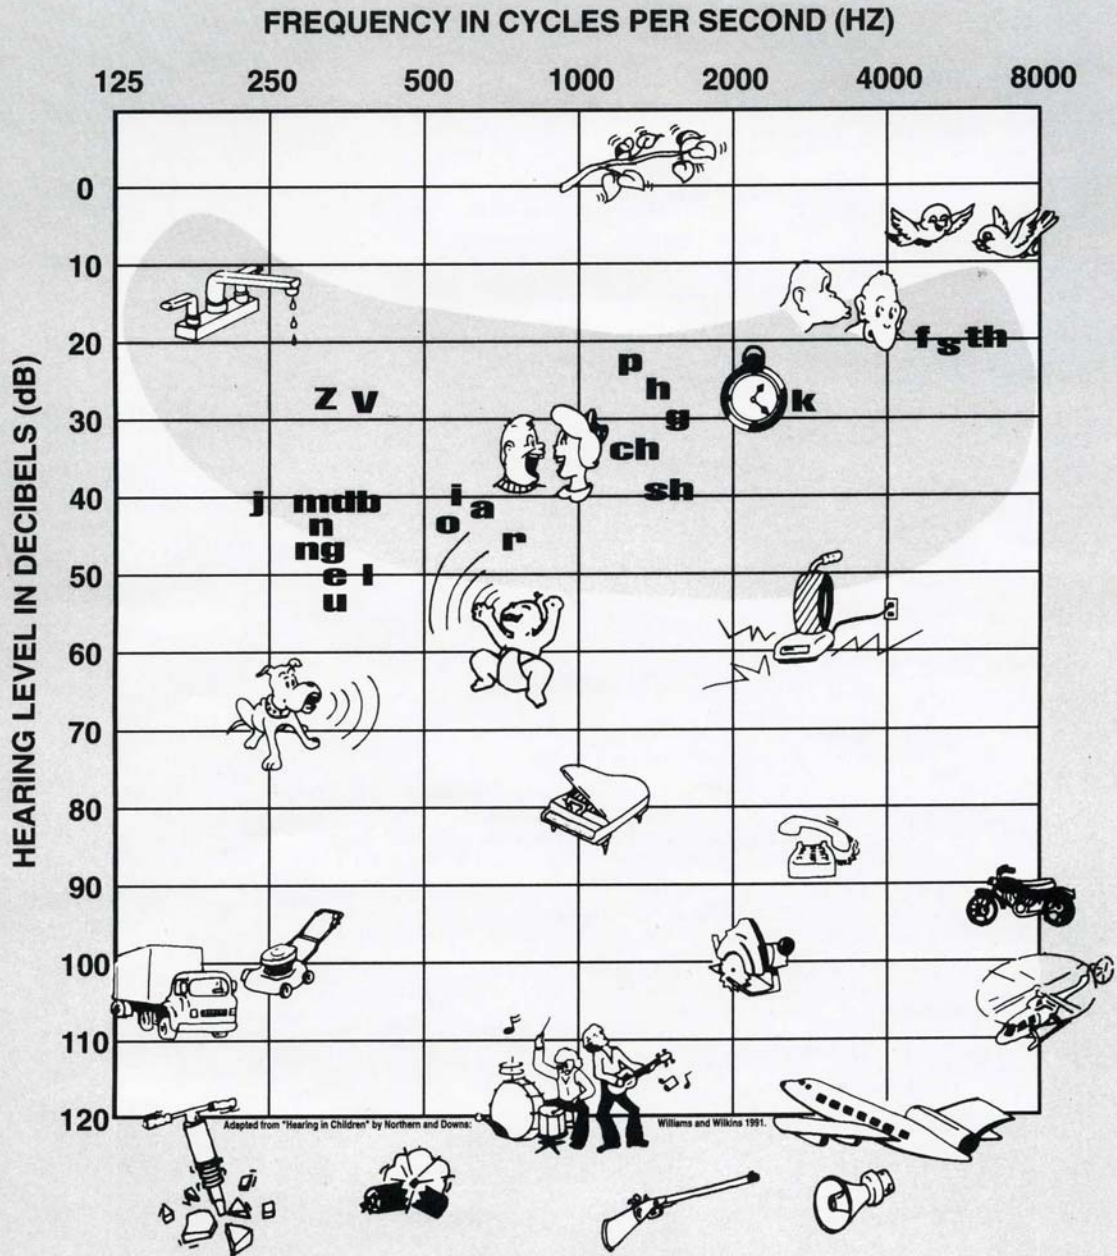 FREQUENCY IN CYCLES PER SECOND (HZ)
125 250 500 1000 2000 4000 8000
HEARING LEVEL IN DECIBELS (dB)
0
10
20
30
40
50
60
70
80
90
100
110
120
f s th
p
h
z v
k
g
ch
sh
j m d b
i
a
o
n
r
ng
e l
u
Adapted from "Hearing in Children" by Northern and Downs: Williams and Wilkins 1991.